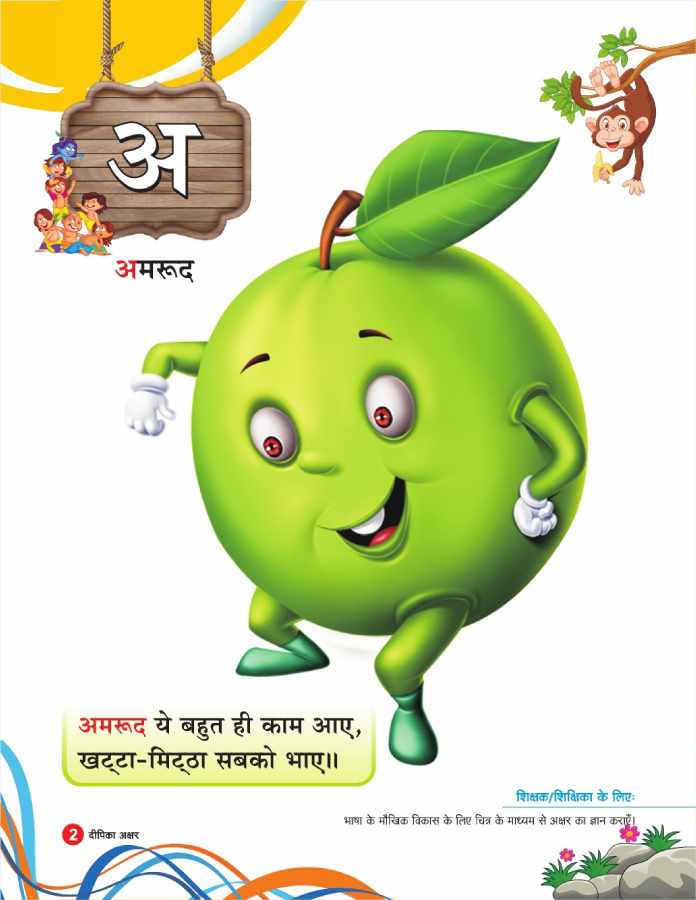 अ
अमरूद
अमरूद ये बहुत ही काम आए,
खट्टा-मिट्ठा सबको भाए॥
शिक्षक/शिक्षिका के लिएः
भाषा के मौखिक विकास के लिए चित्र के माध्यम से अक्षर का ज्ञान कराएँ।
2 दीपिका अक्षर